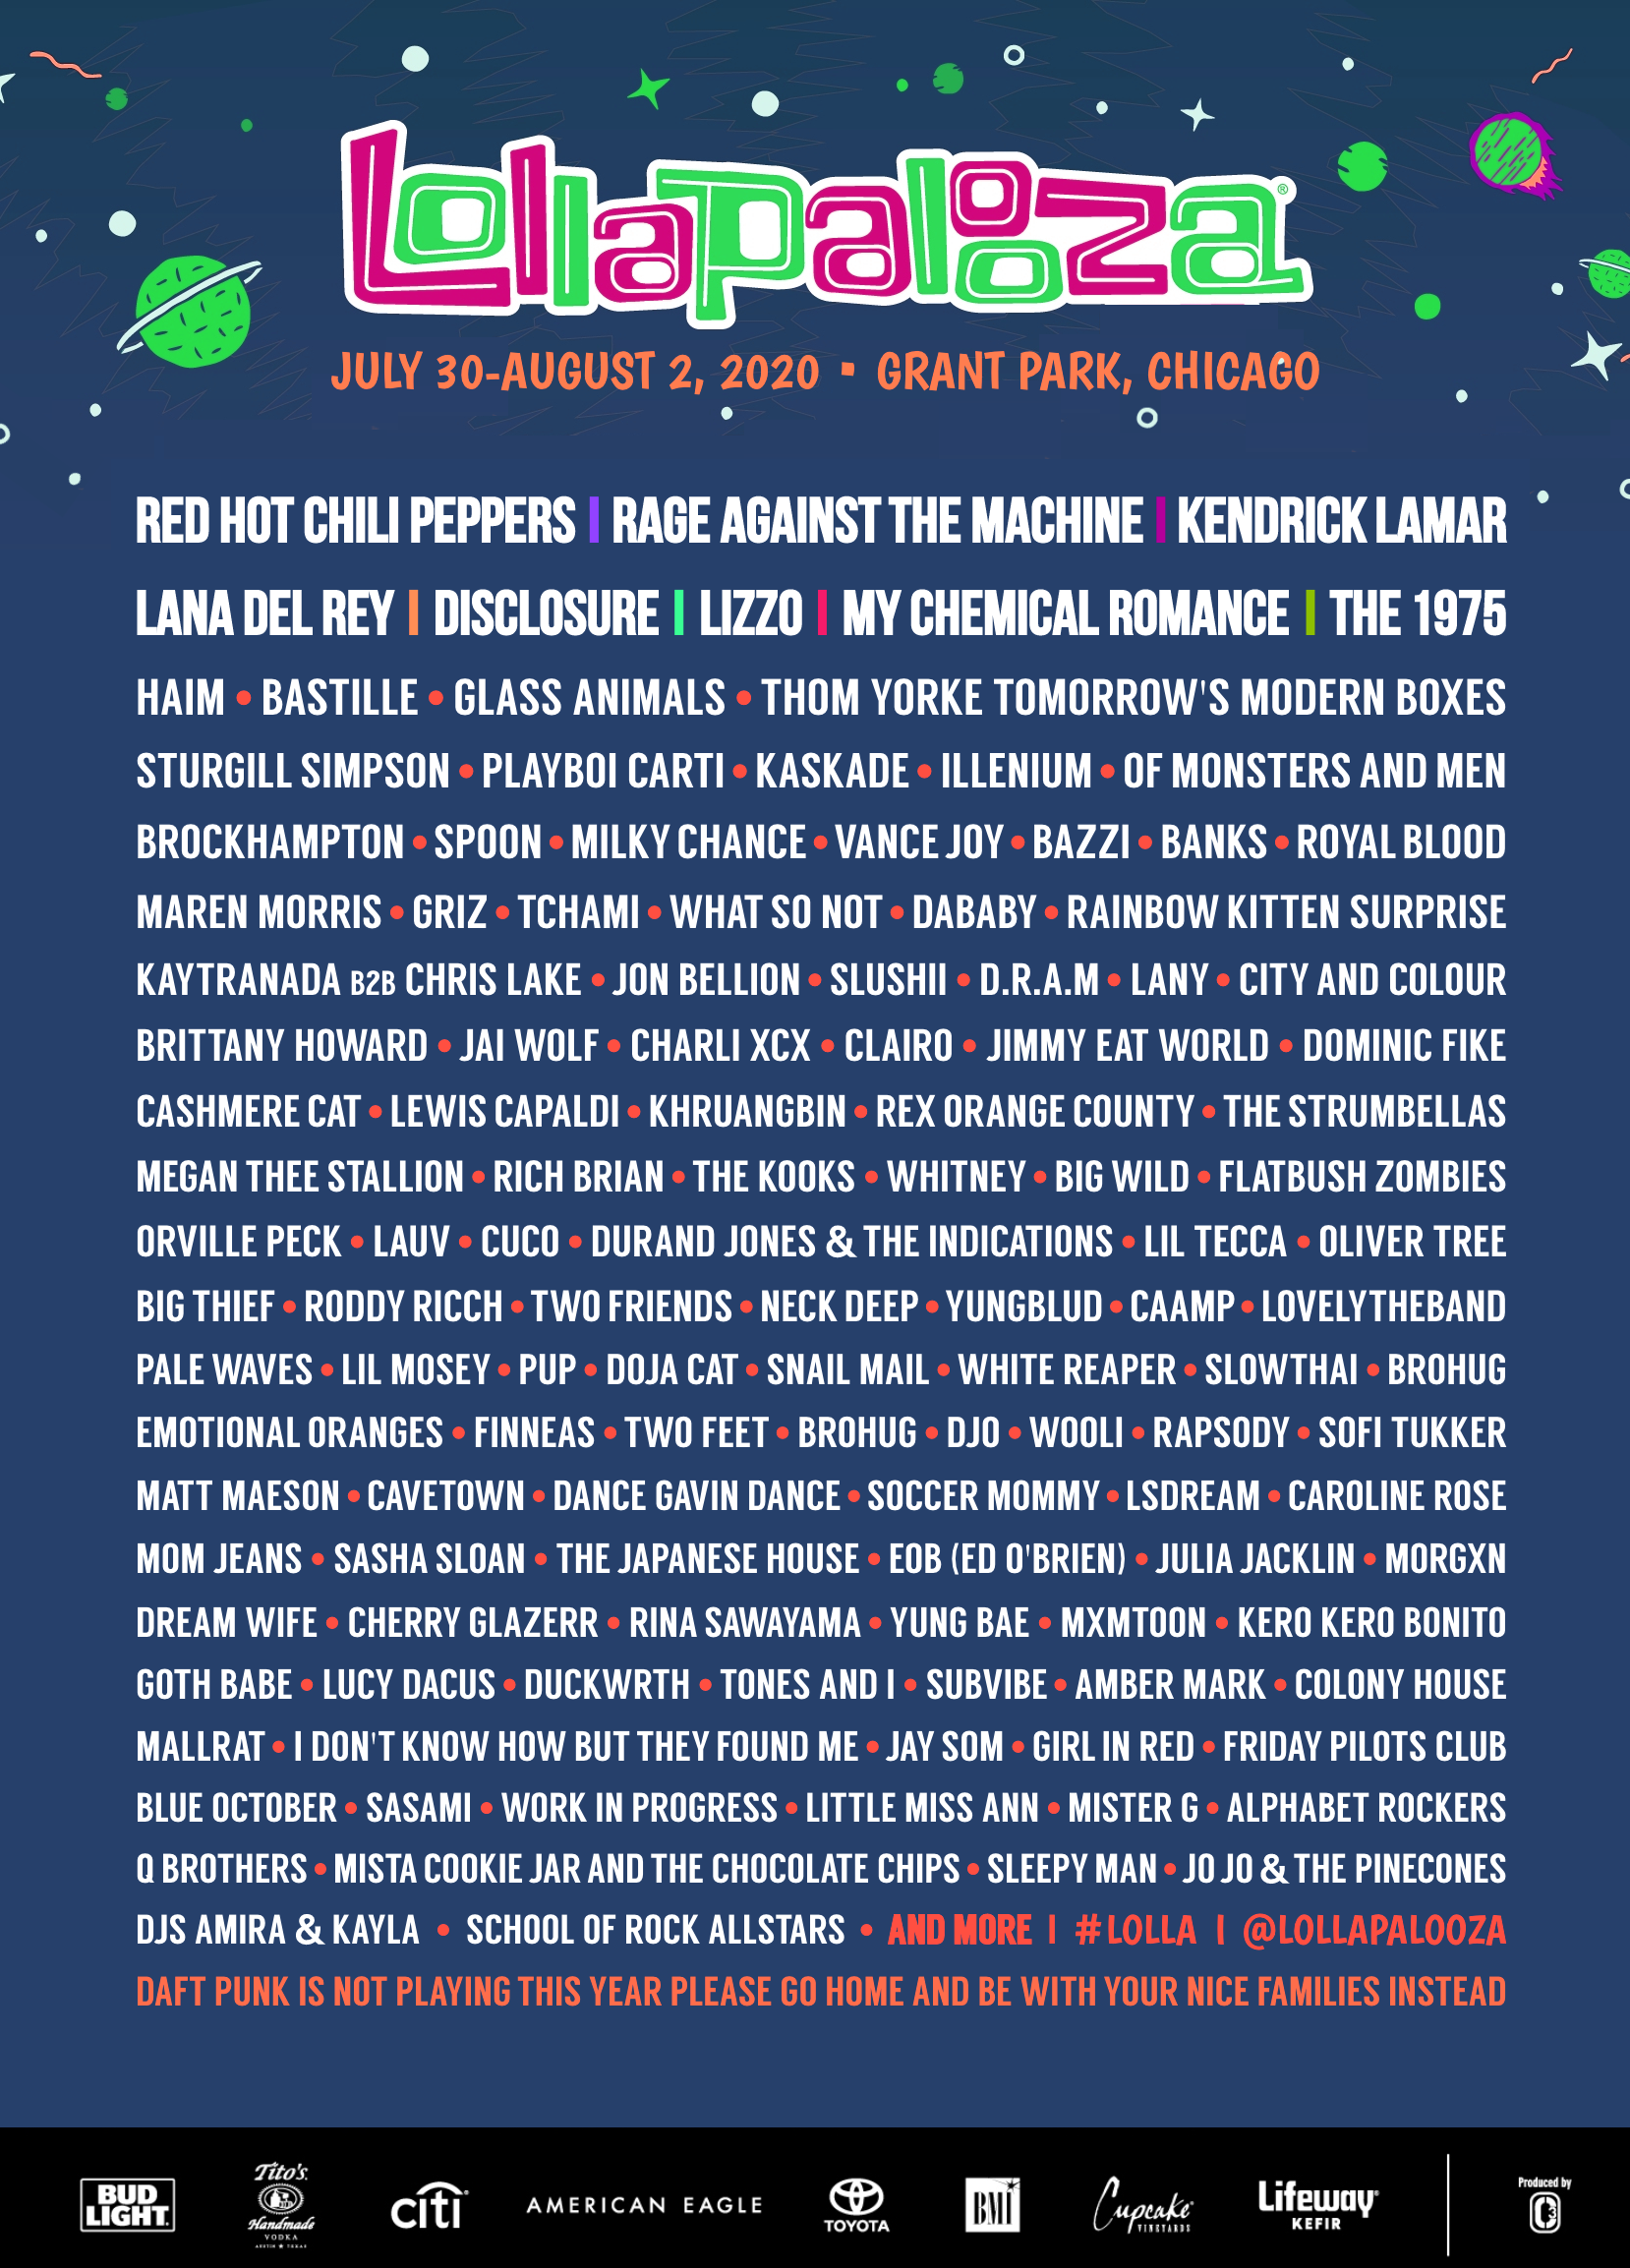 Lollapalooza®
JULY 30-AUGUST 2, 2020 ▪ GRANT PARK, CHICAGO
RED HOT CHILI PEPPERS | RAGE AGAINST THE MACHINE | KENDRICK LAMAR
LANA DEL REY | DISCLOSURE | LIZZO | MY CHEMICAL ROMANCE | THE 1975
HAIM • BASTILLE • GLASS ANIMALS • THOM YORKE TOMORROW'S MODERN BOXES
STURGILL SIMPSON • PLAYBOI CARTI • KASKADE • ILLENIUM • OF MONSTERS AND MEN
BROCKHAMPTON • SPOON • MILKY CHANCE • VANCE JOY • BAZZI • BANKS • ROYAL BLOOD
MAREN MORRIS • GRIZ • TCHAMI • WHAT SO NOT • DABABY • RAINBOW KITTEN SURPRISE
KAYTRANADA B2B CHRIS LAKE • JON BELLION • SLUSHII • D.R.A.M • LANY • CITY AND COLOUR
BRITTANY HOWARD • JAI WOLF • CHARLI XCX • CLAIRO • JIMMY EAT WORLD • DOMINIC FIKE
CASHMERE CAT • LEWIS CAPALDI • KHRUANGBIN • REX ORANGE COUNTY • THE STRUMBELLAS
MEGAN THEE STALLION • RICH BRIAN • THE KOOKS • WHITNEY • BIG WILD • FLATBUSH ZOMBIES
ORVILLE PECK • LAUV • CUCO • DURAND JONES & THE INDICATIONS • LIL TECCA • OLIVER TREE
BIG THIEF • RODDY RICCH • TWO FRIENDS • NECK DEEP • YUNGBLUD • CAAMP • LOVELYTHEBAND
PALE WAVES • LIL MOSEY • PUP • DOJA CAT • SNAIL MAIL • WHITE REAPER • SLOWTHAI • BROHUG
EMOTIONAL ORANGES • FINNEAS • TWO FEET • BROHUG • DJO • WOOLI • RAPSODY • SOFI TUKKER
MATT MAESON • CAVETOWN • DANCE GAVIN DANCE • SOCCER MOMMY • LSDREAM • CAROLINE ROSE
MOM JEANS • SASHA SLOAN • THE JAPANESE HOUSE • EOB (ED O'BRIEN) • JULIA JACKLIN • MORGXN
DREAM WIFE • CHERRY GLAZERR • RINA SAWAYAMA • YUNG BAE • MXMTOON • KERO KERO BONITO
GOTH BABE • LUCY DACUS • DUCKWRTH • TONES AND I • SUBVIBE • AMBER MARK • COLONY HOUSE
MALLRAT • I DON'T KNOW HOW BUT THEY FOUND ME • JAY SOM • GIRL IN RED • FRIDAY PILOTS CLUB
BLUE OCTOBER • SASAMI • WORK IN PROGRESS • LITTLE MISS ANN • MISTER G • ALPHABET ROCKERS
Q BROTHERS • MISTA COOKIE JAR AND THE CHOCOLATE CHIPS • SLEEPY MAN • JO JO & THE PINECONES
DJS AMIRA & KAYLA • SCHOOL OF ROCK ALLSTARS • AND MORE | #LOLLA | @LOLLAPALOOZA
DAFT PUNK IS NOT PLAYING THIS YEAR PLEASE GO HOME AND BE WITH YOUR NICE FAMILIES INSTEAD
BUD LIGHT.
Tito's
Handmade
VODKA
AUSTIN ★ TEXAS
citi
AMERICAN EAGLE
TOYOTA
BMI
Cupcake
VINEYARDS
Lifeway
KEFIR
Produced by
C3